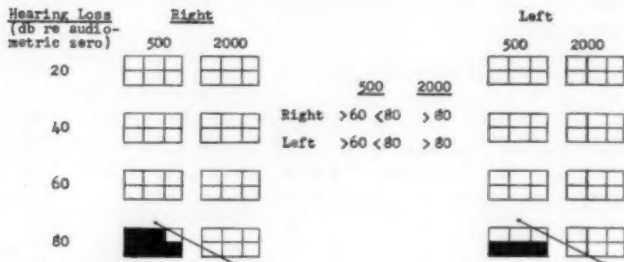 Hearing Loss
(db re audio-
metric zero)
Right
Left
500 2000
500 2000
20
500 2000
Right >60 <80 >80
40
Left >60 <80 >80
60
80